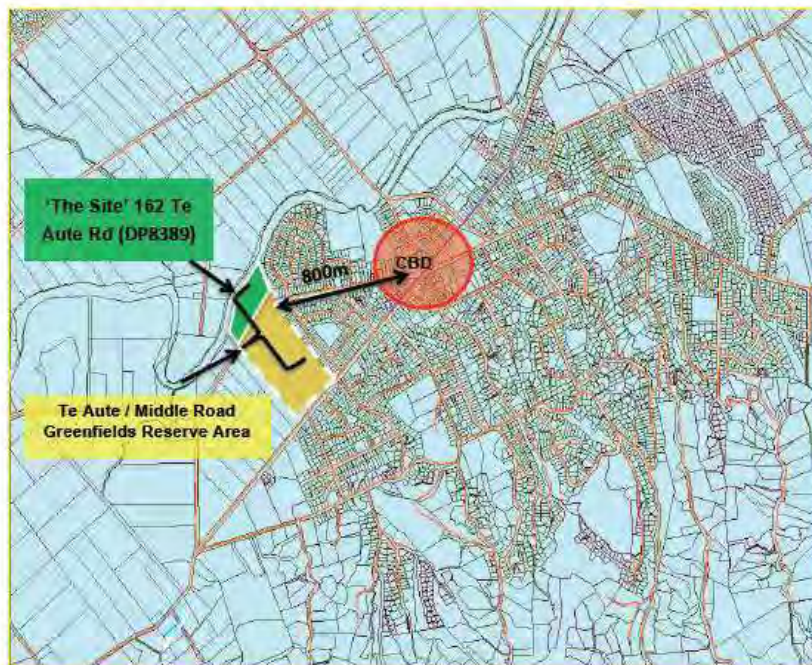 'The Site' 162 Te
Aute Rd (DP8389)
800m
CBD
Te Aute / Middle Road
Greenfields Reserve Area